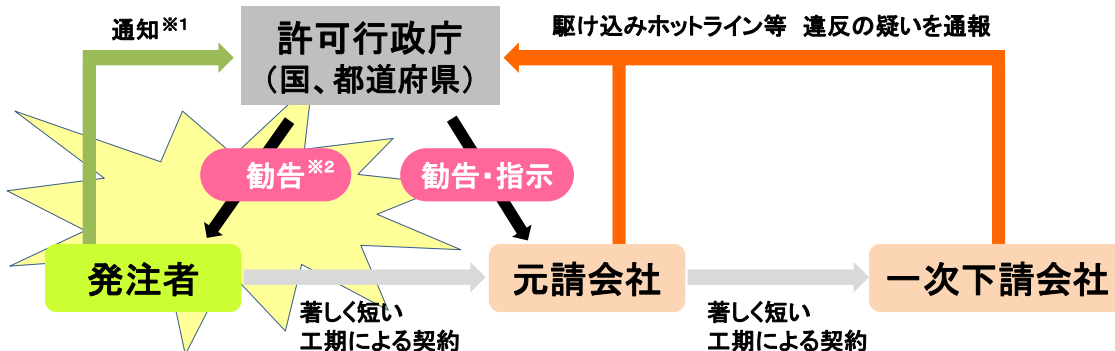 通知※1
許可行政庁
（国、都道府県）
駆け込みホットライン等 違反の疑いを通報
勧告※2
勧告・指示
発注者
元請会社
一次下請会社
著しく短い
工期による契約
著しく短い
工期による契約